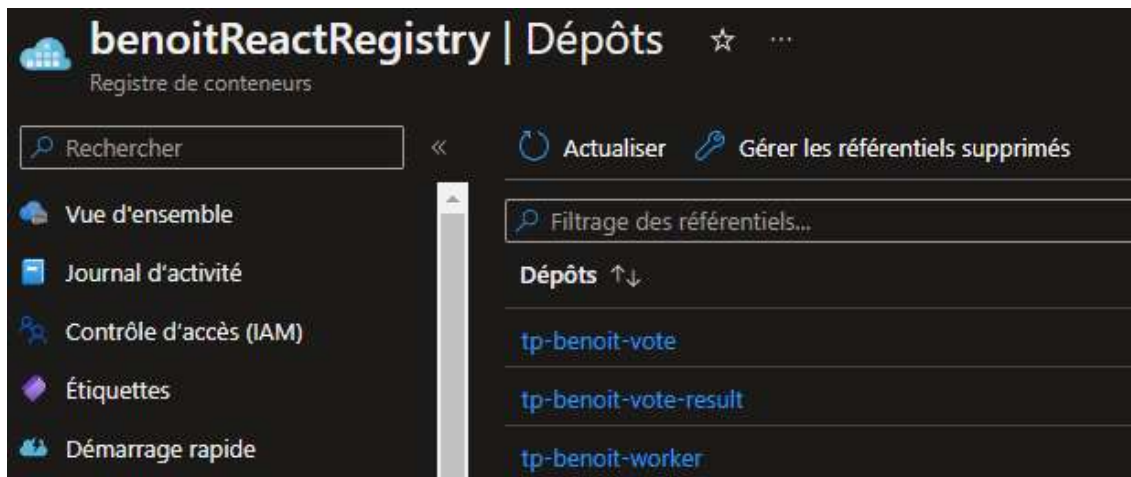 benoitReactRegistry | Dépôts ☆ ...
Registre de conteneurs
Rechercher «
Vue d'ensemble
Journal d'activité
Contrôle d'accès (IAM)
Étiquettes
Démarrage rapide
Actualiser Gérer les référentiels supprimés
Filtrage des référentiels...
Dépôts ↑↓
tp-benoit-vote
tp-benoit-vote-result
tp-benoit-worker